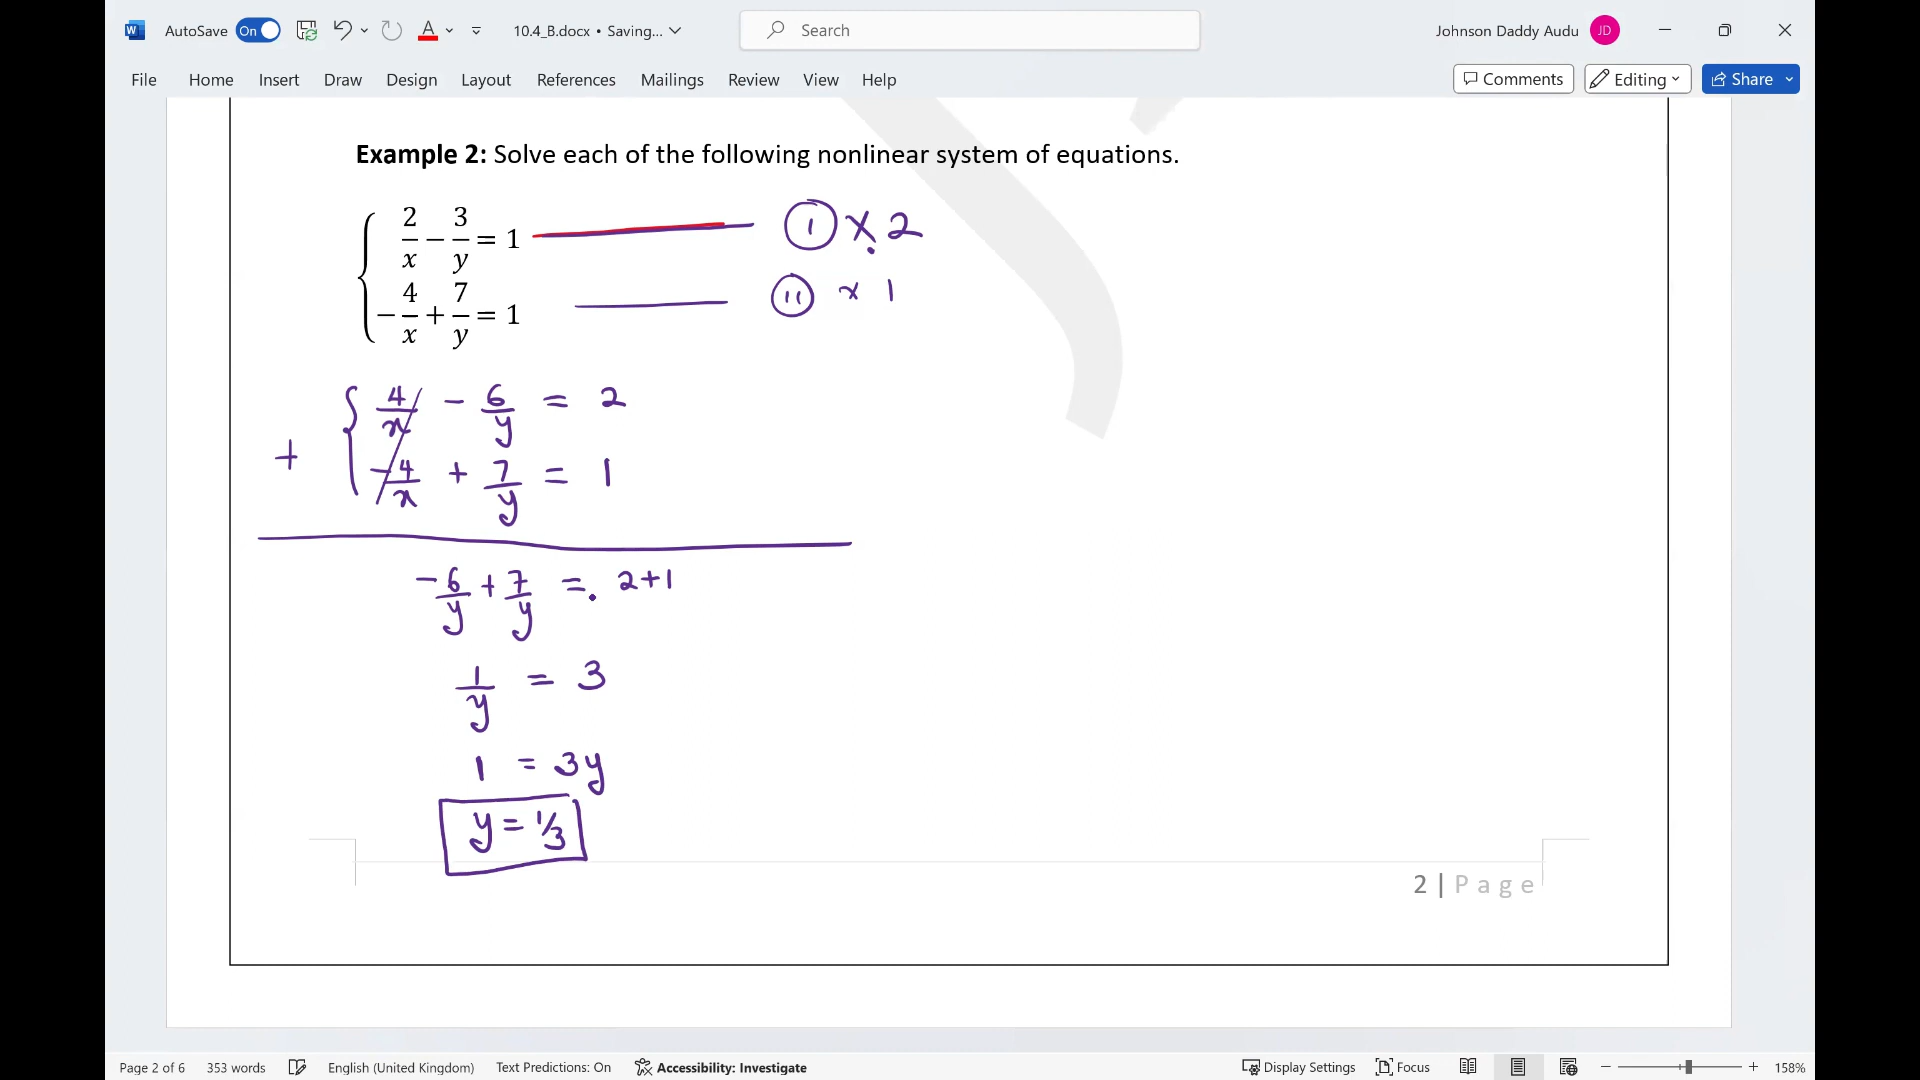 AutoSave On 10.4_B.docx • Saving... Search Johnson Daddy Audu JD
File Home Insert Draw Design Layout References Mailings Review View Help Comments Editing Share
Example 2: Solve each of the following nonlinear system of equations.
2/x − 3/y = 1 ① × 2
−4/x + 7/y = 1 ⑪ × 1
4/x − 6/y = 2
+ −4/x + 7/y = 1
−6/y + 7/y = 2+1
1/y = 3
1 = 3y
y = 1/3
2 | Page
Page 2 of 6 353 words English (United Kingdom) Text Predictions: On Accessibility: Investigate Display Settings Focus − + 158%